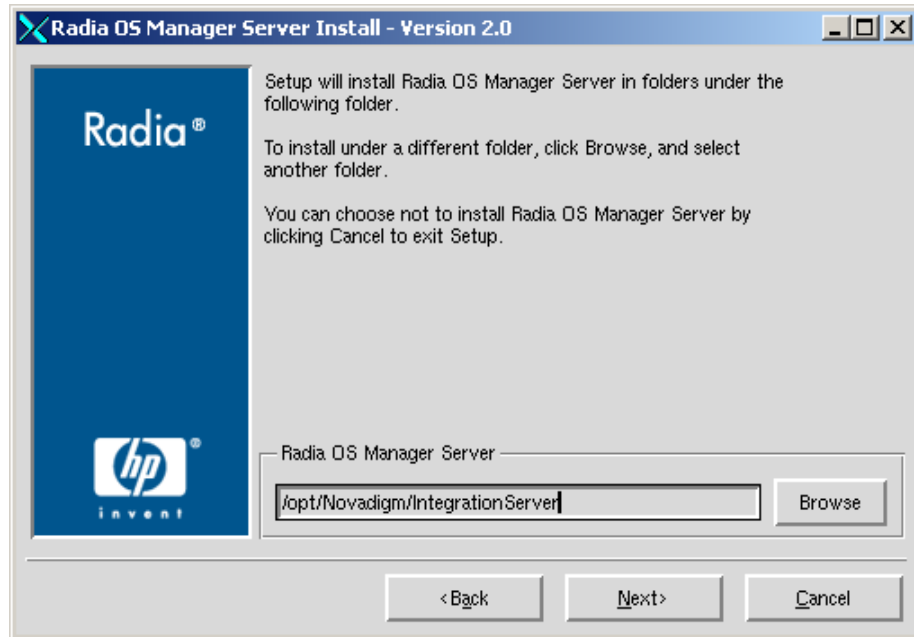 Radia OS Manager Server Install - Version 2.0
Radia®
Setup will install Radia OS Manager Server in folders under the
following folder.
To install under a different folder, click Browse, and select
another folder.
You can choose not to install Radia OS Manager Server by
clicking Cancel to exit Setup.
hp®
invent
Radia OS Manager Server
/opt/Novadigm/IntegrationServer
Browse
<Back
Next>
Cancel